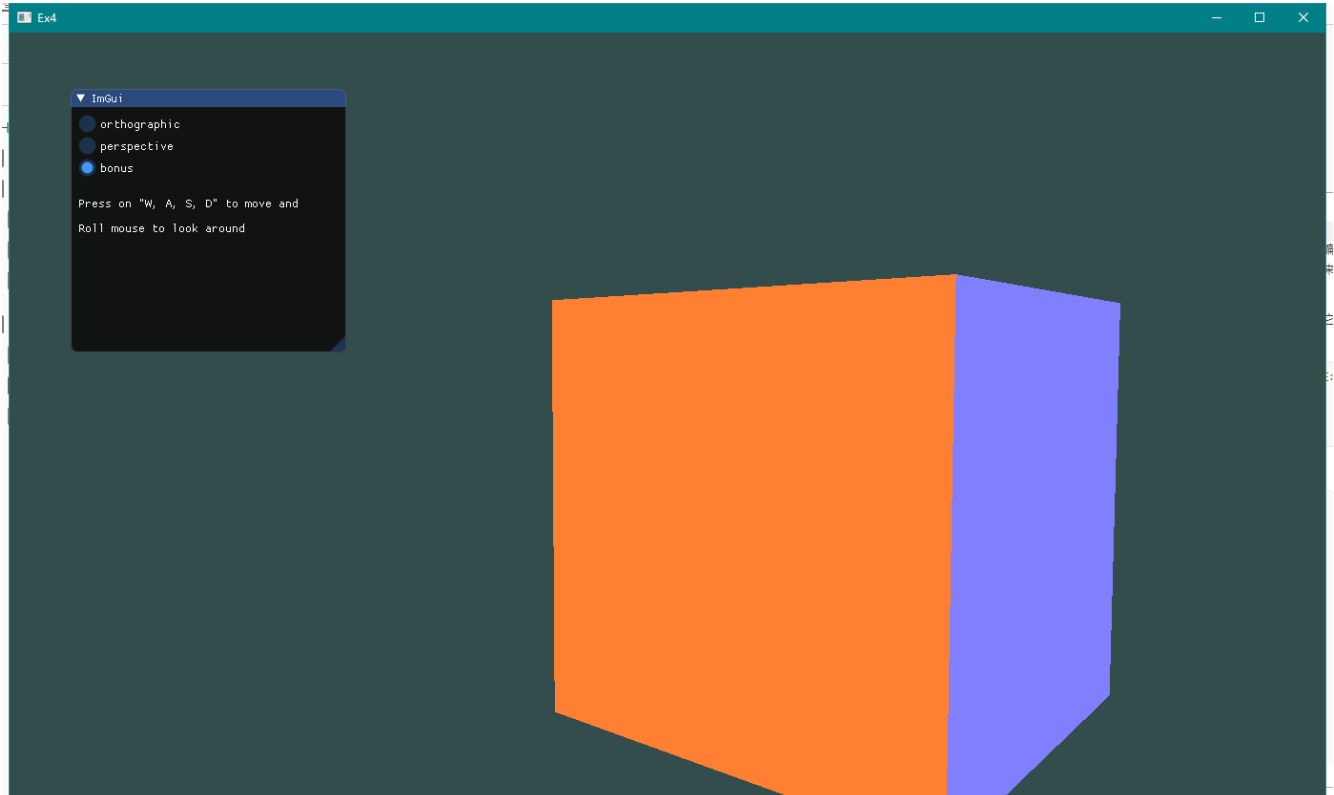 Ex4
ImGui
orthographic
perspective
bonus
Press on "W, A, S, D" to move and
Roll mouse to look around